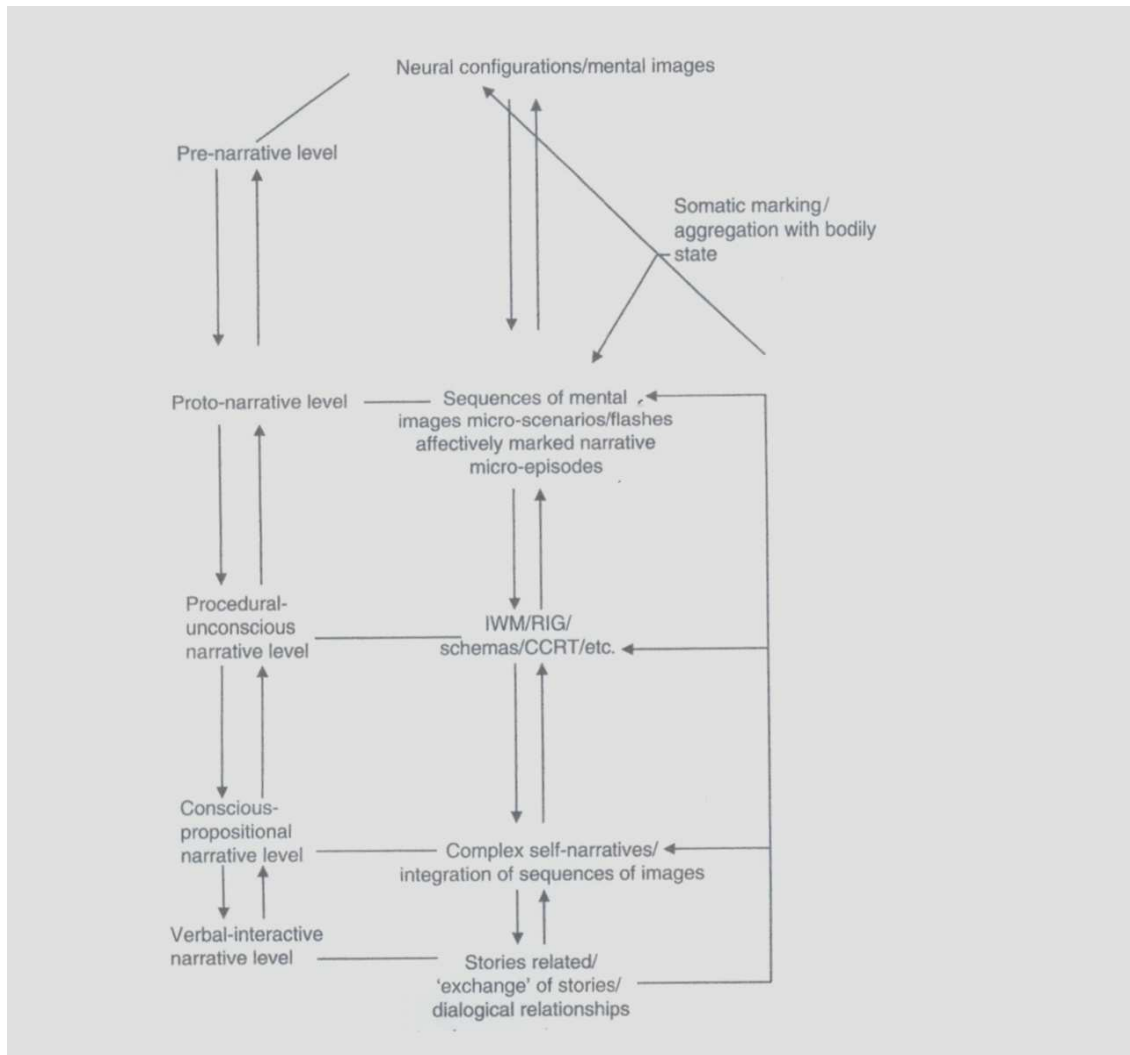 Neural configurations/mental images
Pre-narrative level
Somatic marking/
aggregation with bodily
state
Proto-narrative level
Sequences of mental
images micro-scenarios/flashes
affectively marked narrative
micro-episodes
Procedural-
unconscious
narrative level
IWM/RIG/
schemas/CCRT/etc.
Conscious-
propositional
narrative level
Complex self-narratives/
integration of sequences of images
Verbal-interactive
narrative level
Stories related/
‘exchange’ of stories/
dialogical relationships